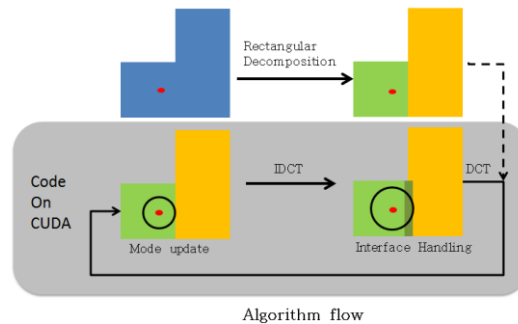 Rectangular
Decomposition
Code
On
CUDA
IDCT
DCT
Mode update
Interface Handling
Algorithm flow